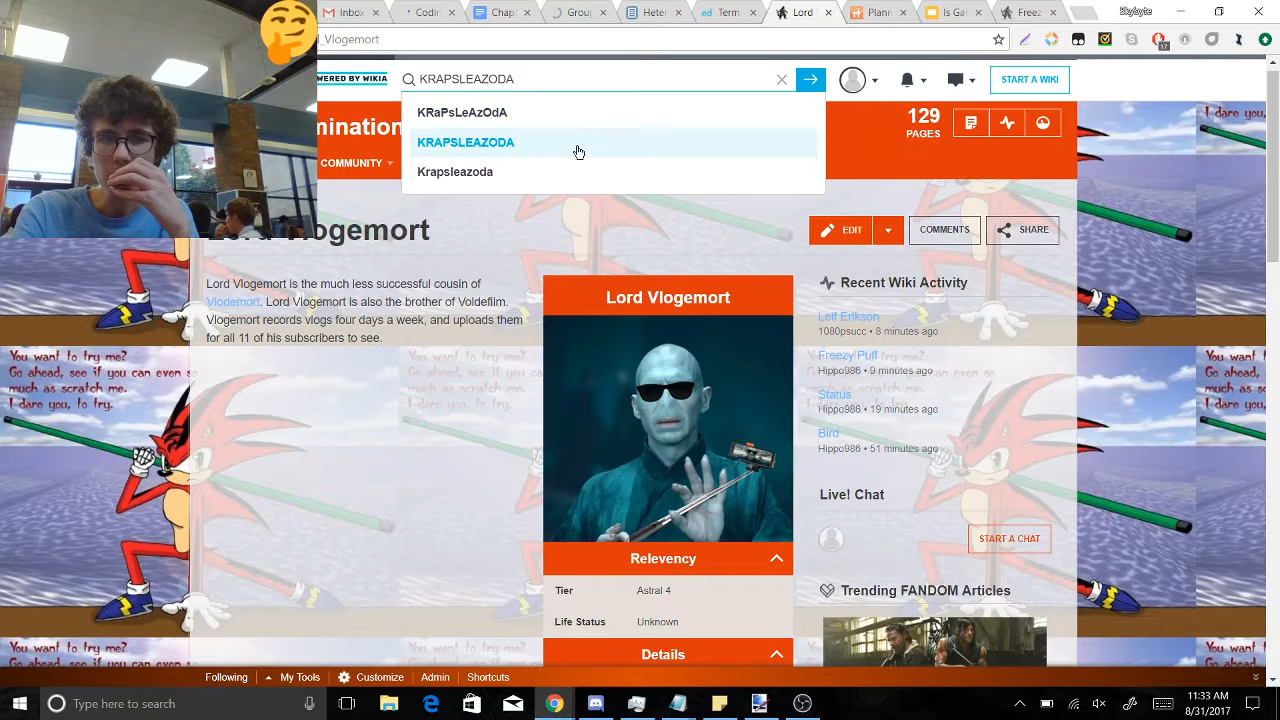 Codin
Chap
Group
Heter
Term
Lord
Plann
Is Ga
Freez
Skylyte
_Vlogemort
WERED BY WIKIA
KRAPSLEAZODA
START A WIKI
KRaPsLeAzOdA
KRAPSLEAZODA
Krapsleazoda
mination
129
PAGES
COMMUNITY
Lord Vlogemort
EDIT
COMMENTS
SHARE
Lord Vlogemort is the much less successful cousin of
Vlodemort. Lord Vlogemort is also the brother of Voldefilm.
Vlogemort records vlogs four days a week, and uploads them
for all 11 of his subscribers to see.
Lord Vlogemort
Relevency
Tier Astral 4
Life Status Unknown
Details
Recent Wiki Activity
Leif Erikson
1080psucc • 8 minutes ago
Freezy Puff
Hippo986 • 9 minutes ago
Status
Hippo986 • 19 minutes ago
Bird
Hippo986 • 51 minutes ago
Live! Chat
START A CHAT
Trending FANDOM Articles
You want to try me?
Go ahead, see if you can even so
much as scratch me.
I dare you, to try.
Following
My Tools
Customize
Admin
Shortcuts
Type here to search
11:33 AM
8/31/2017